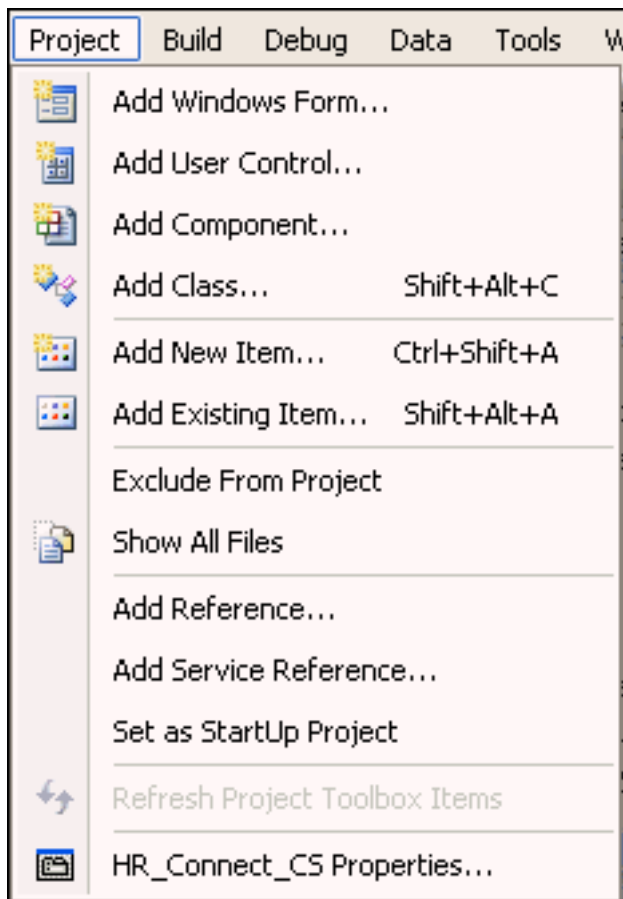 Project Build Debug Data Tools
Add Windows Form...
Add User Control...
Add Component...
Add Class... Shift+Alt+C
Add New Item... Ctrl+Shift+A
Add Existing Item... Shift+Alt+A
Exclude From Project
Show All Files
Add Reference...
Add Service Reference...
Set as StartUp Project
Refresh Project Toolbox Items
HR_Connect_CS Properties...